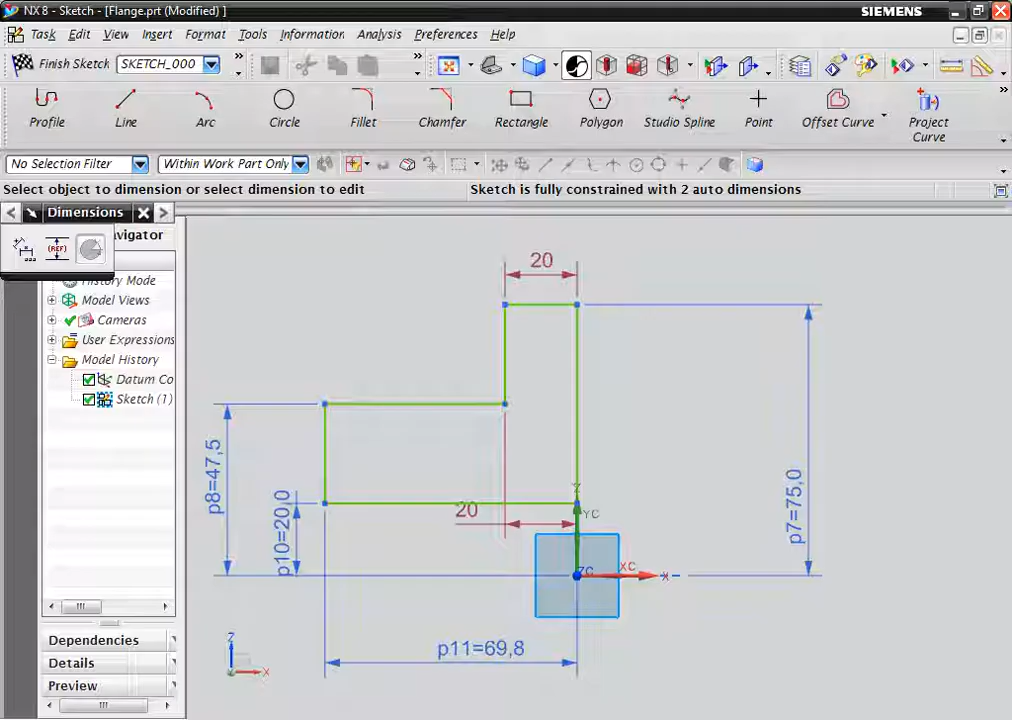 NX 8 - Sketch - [Flange.prt (Modified) ]
SIEMENS
Task Edit View Insert Format Tools Information Analysis Preferences Help
Finish Sketch SKETCH_000
Profile Line Arc Circle Fillet Chamfer Rectangle Polygon Studio Spline Point Offset Curve Project Curve
No Selection Filter Within Work Part Only
Select object to dimension or select dimension to edit
Sketch is fully constrained with 2 auto dimensions
Dimensions
(REF)
avigator
History Mode
Model Views
Cameras
User Expressions
Model History
Datum Co
Sketch (1)
Dependencies
Details
Preview
20
p8=47,5
p10=20,0
20
p7=75,0
Z
YC
ZC
XC
X
p11=69,8
Z
X